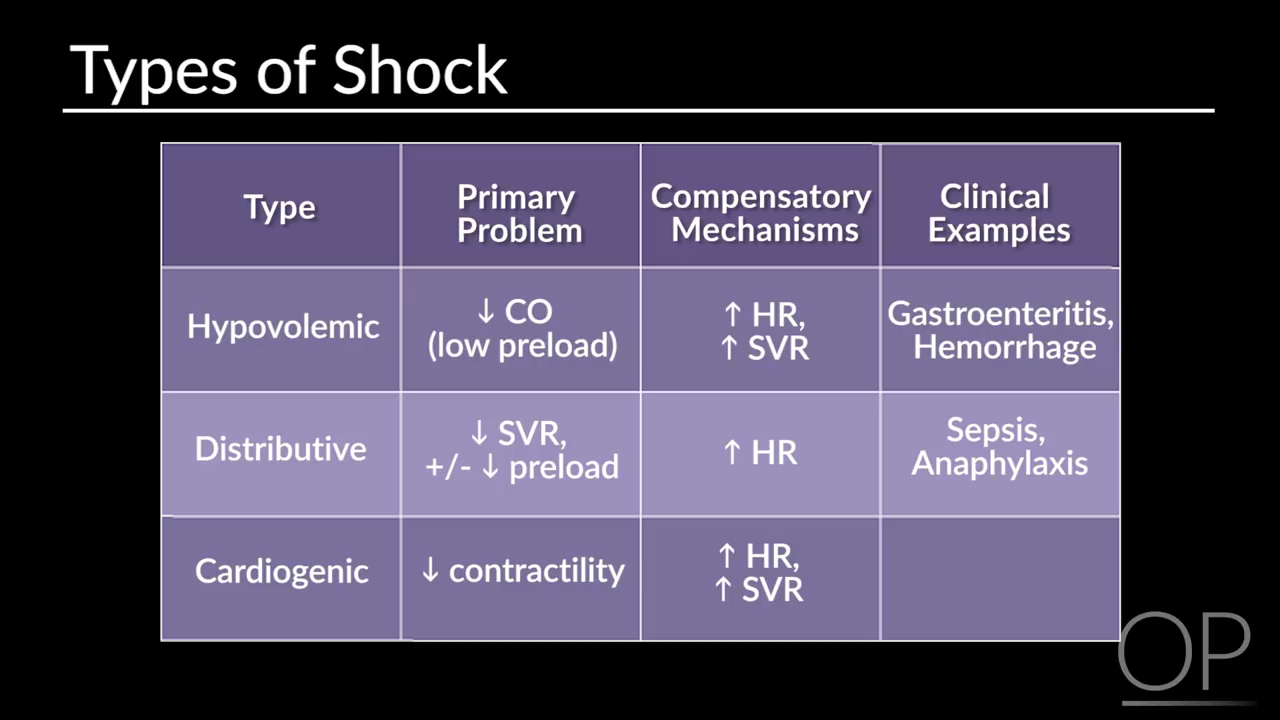 Types of Shock
Type
Primary
Problem
Compensatory
Mechanisms
Clinical
Examples
Hypovolemic
↓ CO
(low preload)
↑ HR,
↑ SVR
Gastroenteritis,
Hemorrhage
Distributive
↓ SVR,
+/- ↓ preload
↑ HR
Sepsis,
Anaphylaxis
Cardiogenic
↓ contractility
↑ HR,
↑ SVR
OP